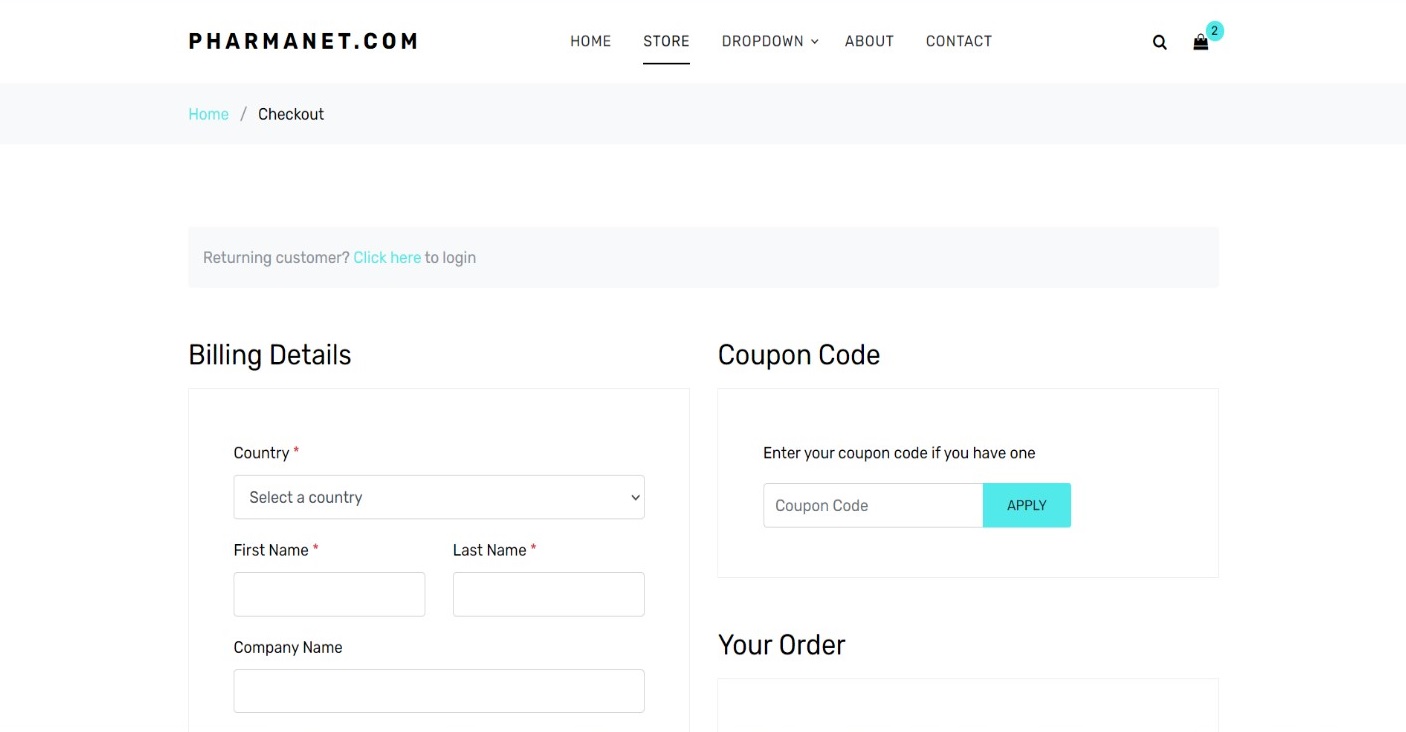 PHARMANET.COM
HOME STORE DROPDOWN ABOUT CONTACT
2
Home / Checkout
Returning customer? Click here to login
Billing Details
Country *
Select a country
First Name * Last Name *
Company Name
Coupon Code
Enter your coupon code if you have one
Coupon Code APPLY
Your Order